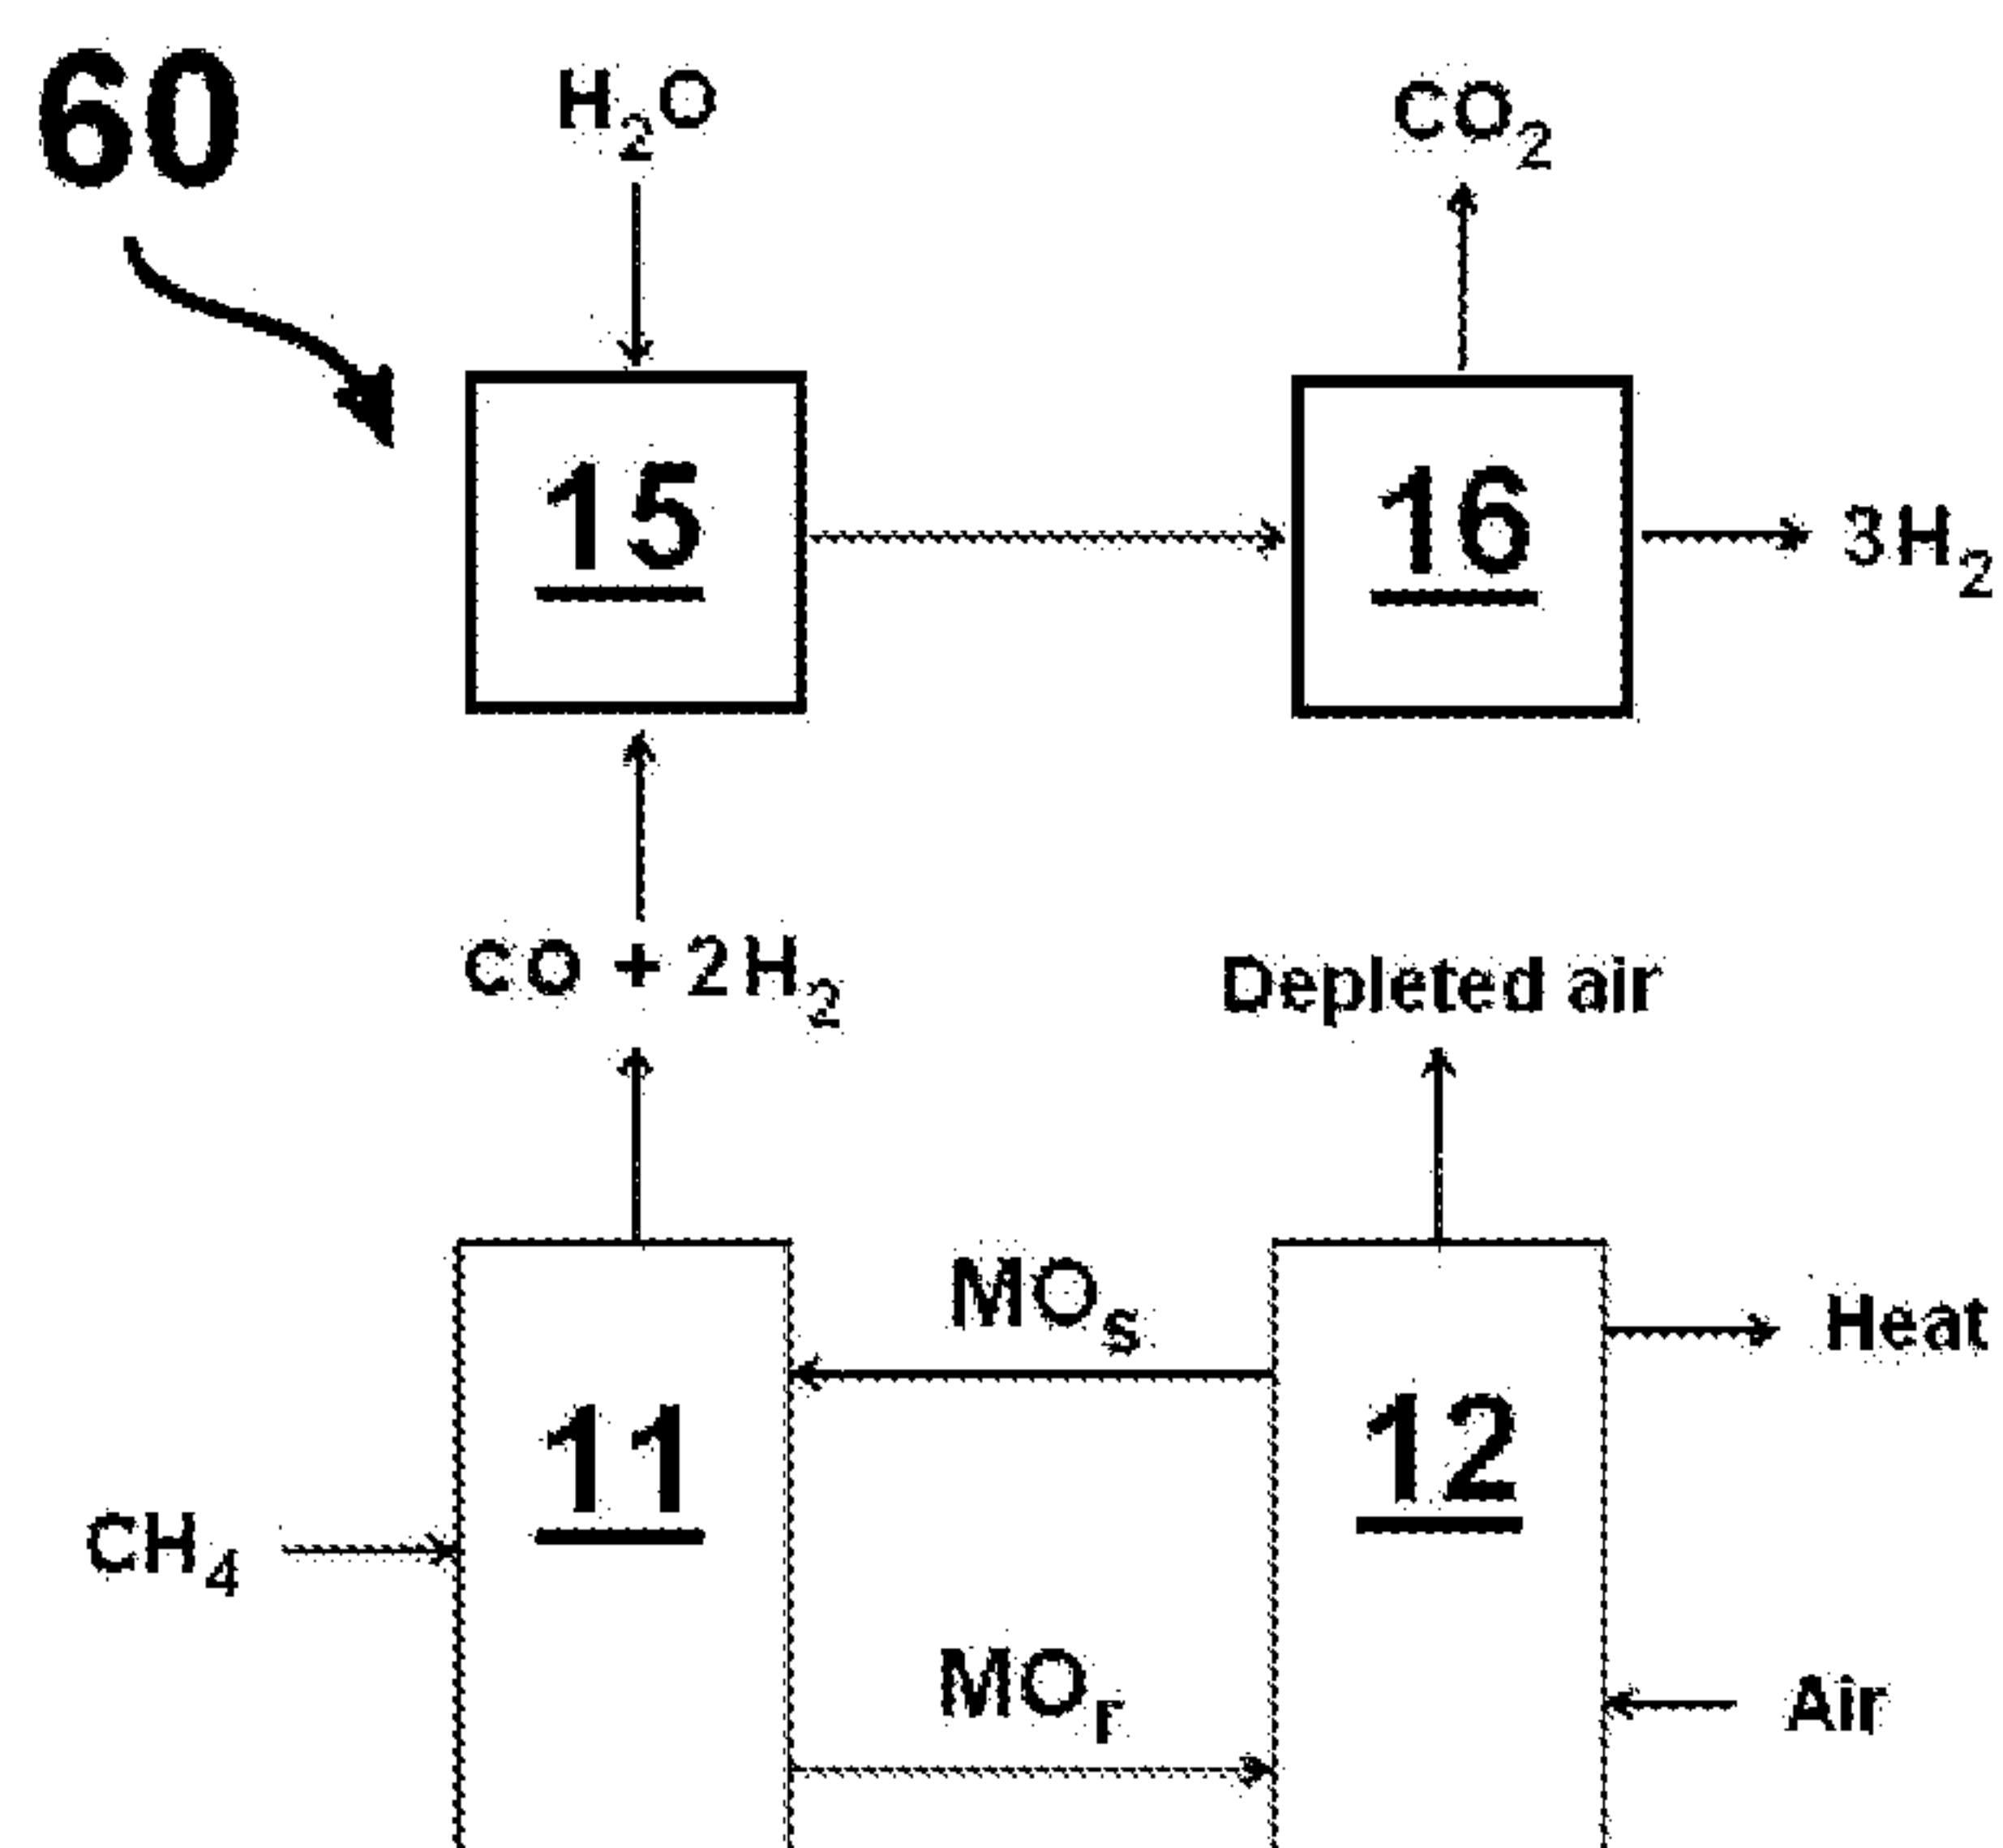 60
H₂O
CO₂
15
16
3H₂
CO + 2H₂
Depleted air
MOₛ
Heat
11
12
CH₄
MOᵣ
Air